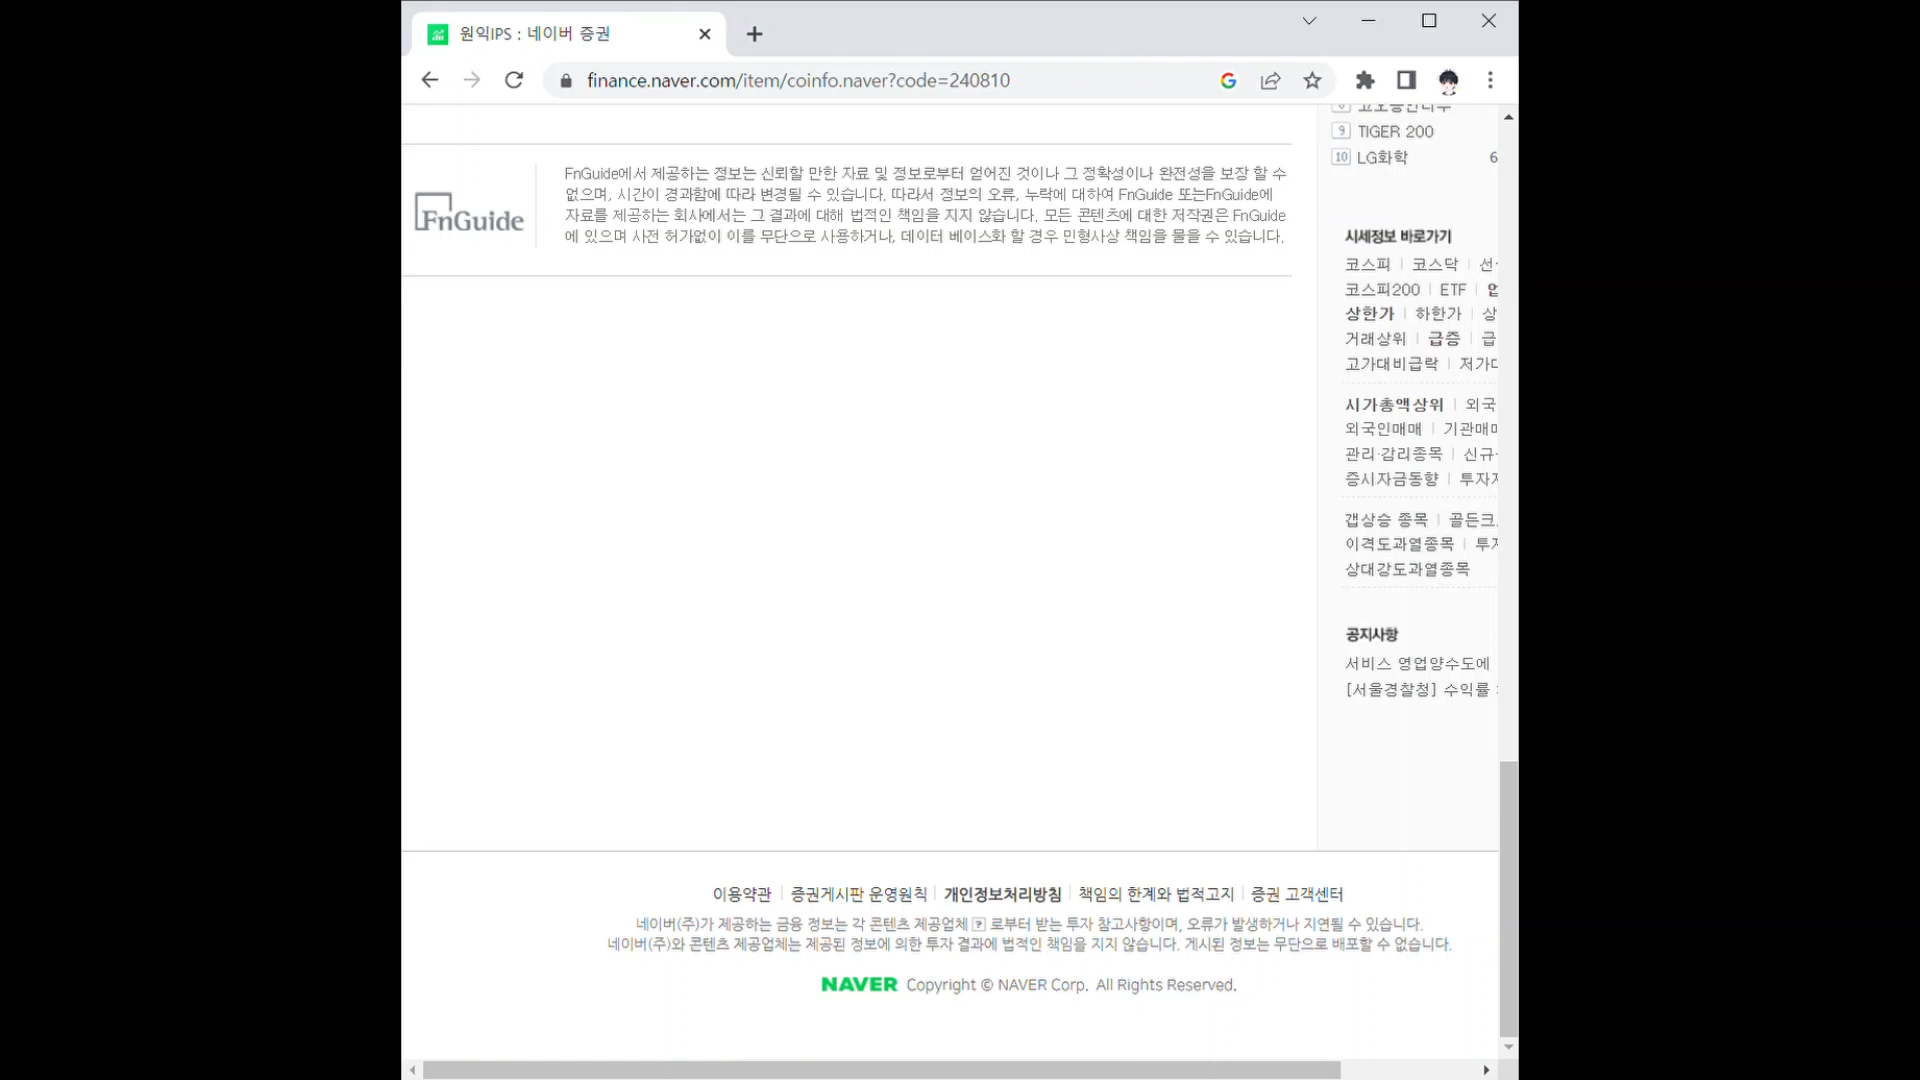 원익IPS : 네이버 증권
finance.naver.com/item/coinfo.naver?code=240810
9 TIGER 200
10 LG화학 6
FnGuide
FnGuide에서 제공하는 정보는 신뢰할 만한 자료 및 정보로부터 얻어진 것이나 그 정확성이나 완전성을 보장 할 수
없으며, 시간이 경과함에 따라 변경될 수 있습니다. 따라서 정보의 오류, 누락에 대하여 FnGuide 또는FnGuide에
자료를 제공하는 회사에서는 그 결과에 대해 법적인 책임을 지지 않습니다. 모든 콘텐츠에 대한 저작권은 FnGuide
에 있으며 사전 허가없이 이를 무단으로 사용하거나, 데이터 베이스화 할 경우 민형사상 책임을 물을 수 있습니다.
시세정보 바로가기
코스피 코스닥 선
코스피200 ETF
상한가 하한가 상
거래상위 급증 급
고가대비급락 저가
시가총액상위 외국
외국인매매 기관매
관리·감리종목 신규
증시자금동향 투자
갭상승 종목 골든크
이격도과열종목 투
상대강도과열종목
공지사항
서비스 영업양수도에
[서울경찰청] 수익률
이용약관 증권게시판 운영원칙 개인정보처리방침 책임의 한계와 법적고지 증권 고객센터
네이버(주)가 제공하는 금융 정보는 각 콘텐츠 제공업체 ? 로부터 받는 투자 참고사항이며, 오류가 발생하거나 지연될 수 있습니다.
네이버(주)와 콘텐츠 제공업체는 제공된 정보에 의한 투자 결과에 법적인 책임을 지지 않습니다. 게시된 정보는 무단으로 배포할 수 없습니다.
NAVER Copyright © NAVER Corp. All Rights Reserved.